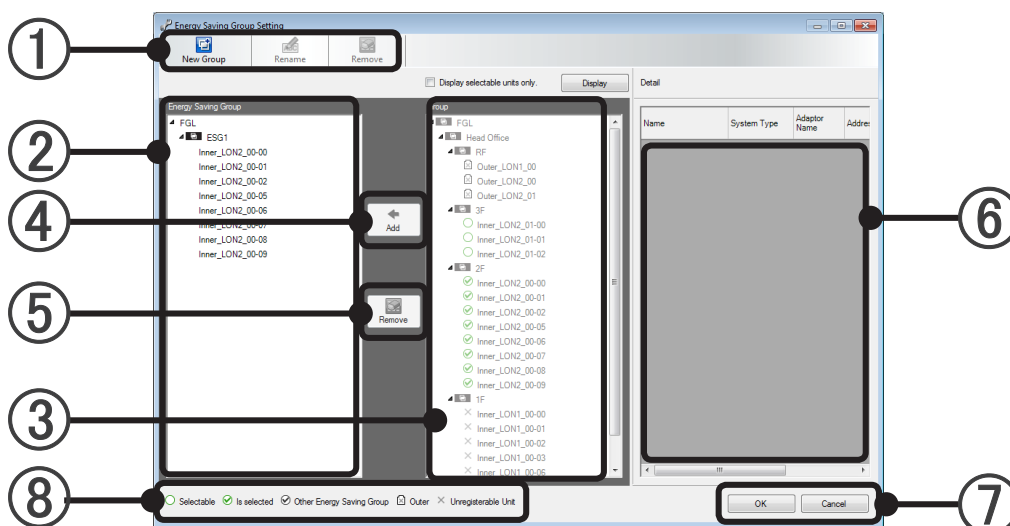 Energy Saving Group Setting
①
New Group Rename Remove
Display selectable units only. Display Detail
Energy Saving Group
FGL
ESG1
Inner_LON2_00-00
Inner_LON2_00-01
Inner_LON2_00-02
Inner_LON2_00-05
Inner_LON2_00-06
Inner_LON2_00-07
Inner_LON2_00-08
Inner_LON2_00-09
②
④
Add
⑤
Remove
roup
FGL
Head Office
RF
Outer_LON1_00
Outer_LON2_00
Outer_LON2_01
3F
Inner_LON2_01-00
Inner_LON2_01-01
Inner_LON2_01-02
2F
Inner_LON2_00-00
Inner_LON2_00-01
Inner_LON2_00-02
Inner_LON2_00-05
Inner_LON2_00-06
Inner_LON2_00-07
Inner_LON2_00-08
Inner_LON2_00-09
1F
Inner_LON1_00-00
Inner_LON1_00-01
Inner_LON1_00-02
Inner_LON1_00-03
Inner_LON1_00-06
③
Name System Type Adaptor Name Addres
⑥
⑧
Selectable Is selected Other Energy Saving Group Outer Unregisterable Unit
OK Cancel
⑦